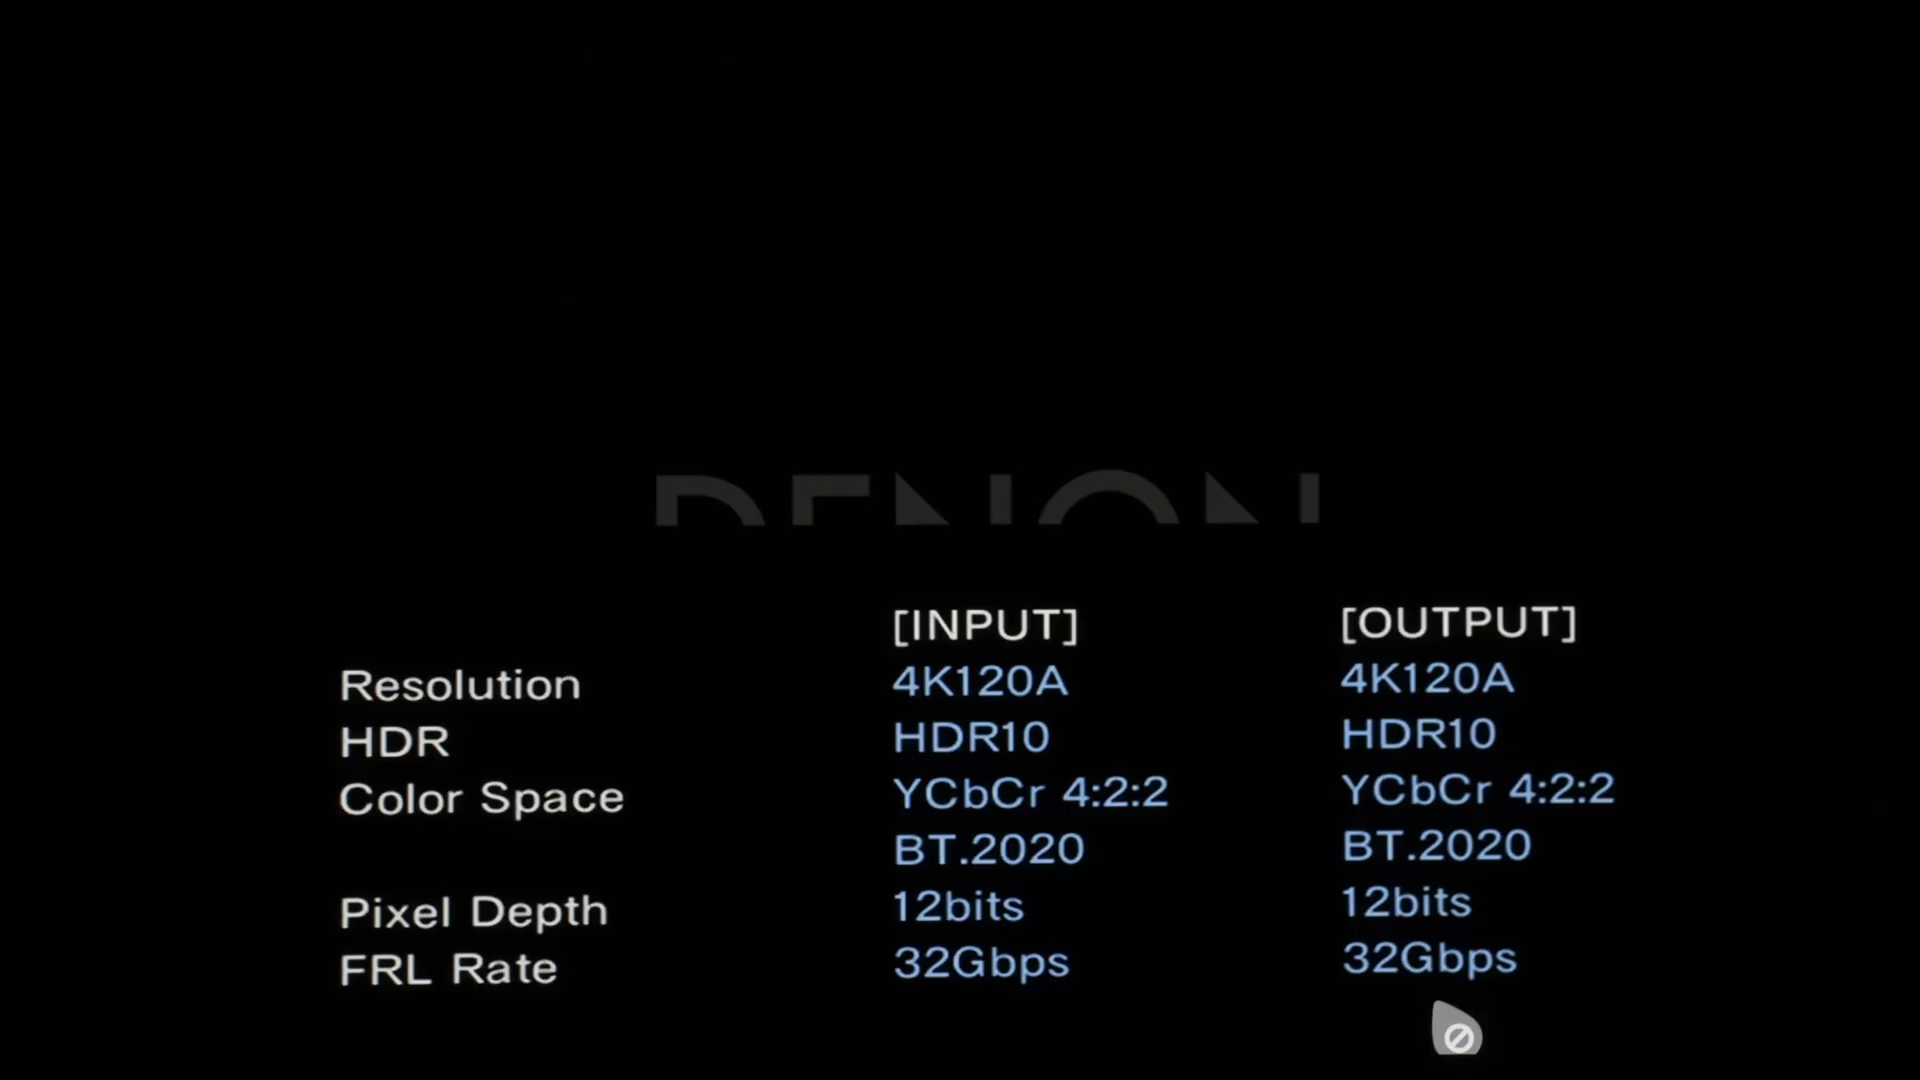 DENON
[INPUT] [OUTPUT]
Resolution 4K120A 4K120A
HDR HDR10 HDR10
Color Space YCbCr 4:2:2 YCbCr 4:2:2
BT.2020 BT.2020
Pixel Depth 12bits 12bits
FRL Rate 32Gbps 32Gbps